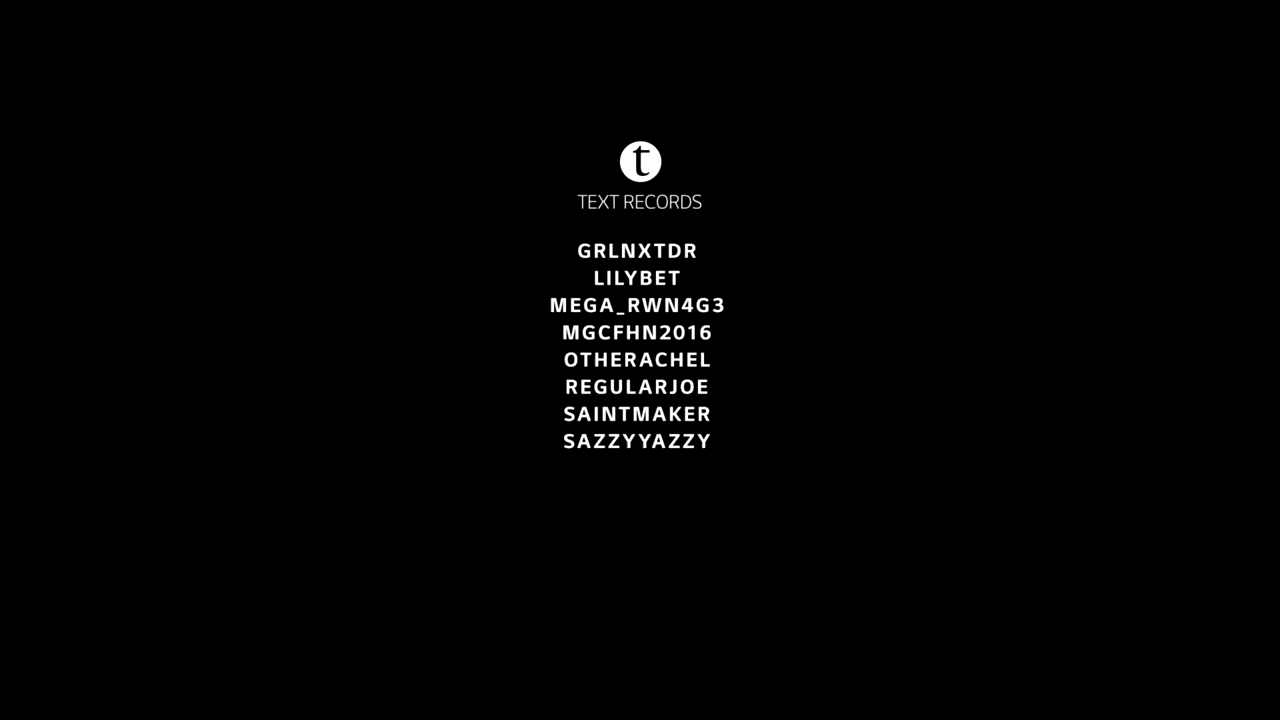 t
TEXT RECORDS
GRLNXTDR
LILYBET
MEGA_RWN4G3
MGCFHN2016
OTHERACHEL
REGULARJOE
SAINTMAKER
SAZZYYAZZY